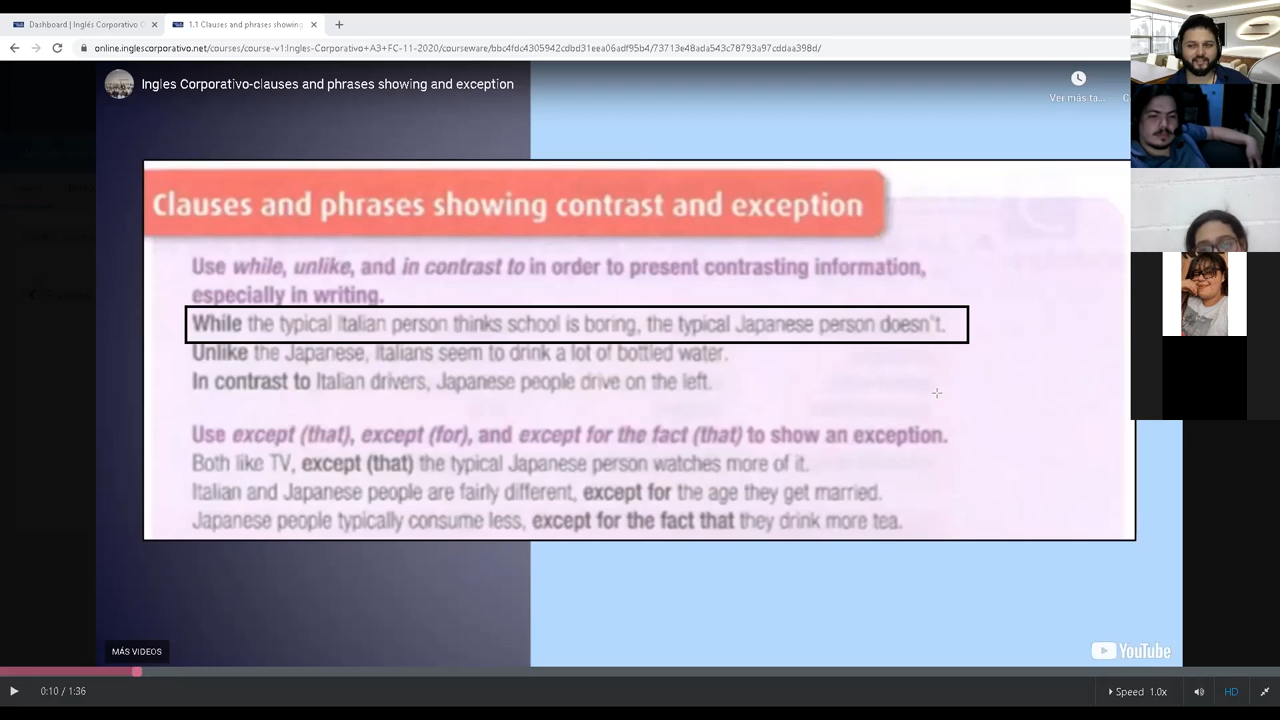 Dashboard | Inglés Corporativo
1.1 Clauses and phrases showing
online.inglescorporativo.net/courses/course-v1:Ingles-Corporativo+A3+FC-11-2020/courseware/bbc4fdc4305942cdbd31eea06adf95b4/73713e48ada543c78793a97cddaa398d/
Ingles Corporativo-clauses and phrases showing and exception
Ver más ta...
Clauses and phrases showing contrast and exception
Use while, unlike, and in contrast to in order to present contrasting information,
especially in writing.
While the typical Italian person thinks school is boring, the typical Japanese person doesn't.
Unlike the Japanese, Italians seem to drink a lot of bottled water.
In contrast to Italian drivers, Japanese people drive on the left.
Use except (that), except (for), and except for the fact (that) to show an exception.
Both like TV, except (that) the typical Japanese person watches more of it.
Italian and Japanese people are fairly different, except for the age they get married.
Japanese people typically consume less, except for the fact that they drink more tea.
MÁS VIDEOS
YouTube
0:10 / 1:36
Speed 1.0x
HD